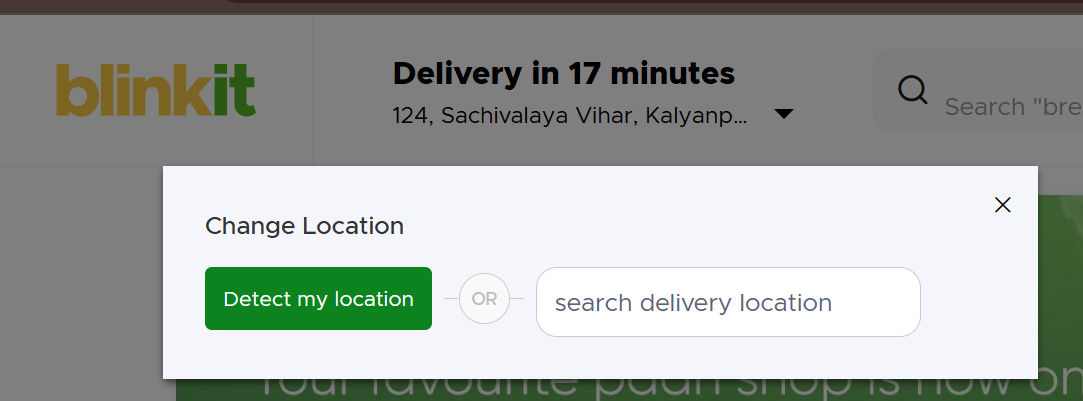 blinkit
Delivery in 17 minutes
124, Sachivalaya Vihar, Kalyanp...
Search "bre
Change Location
Detect my location
OR
search delivery location
Your favourite paan shop is now on